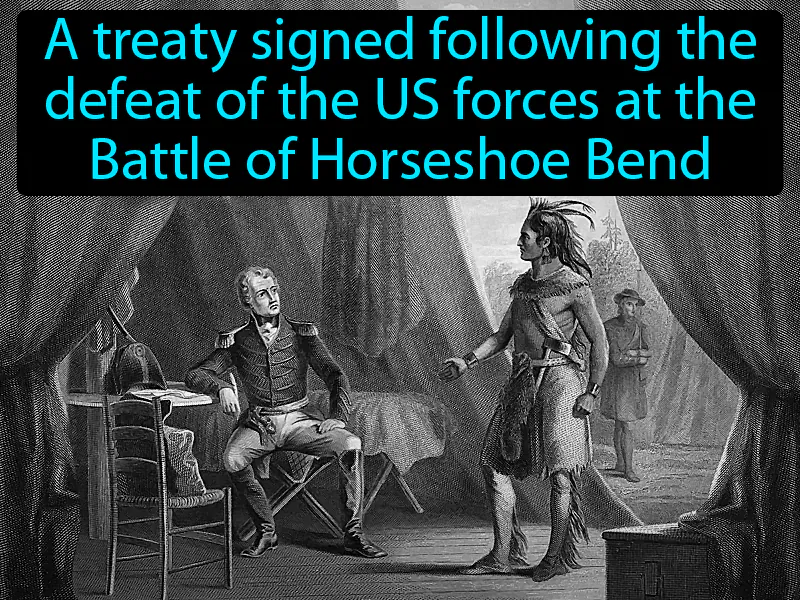 A treaty signed following the
defeat of the US forces at the
Battle of Horseshoe Bend